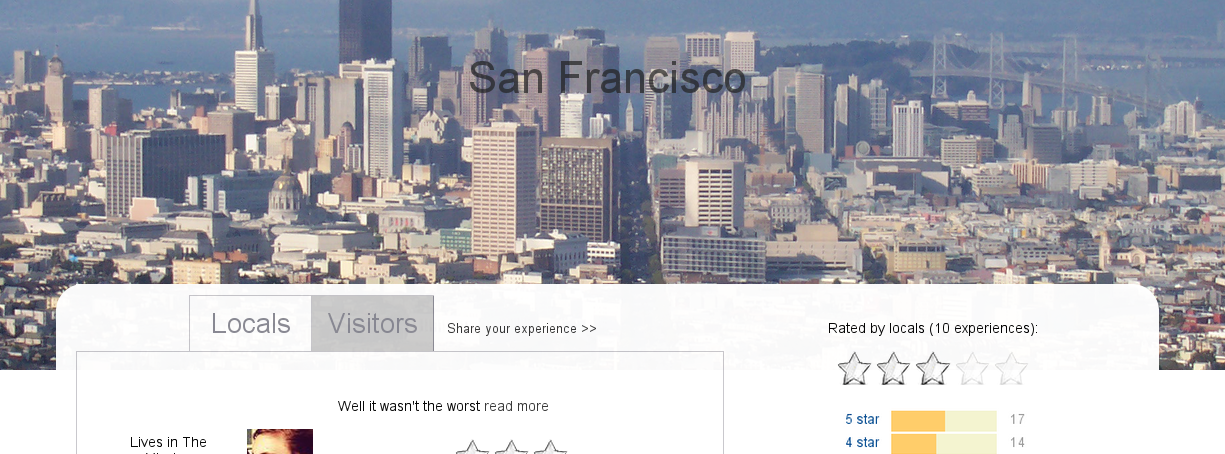 San Francisco
Locals
Visitors
Share your experience >>
Rated by locals (10 experiences):
Well it wasn't the worst read more
5 star 17
4 star 14
Lives in The